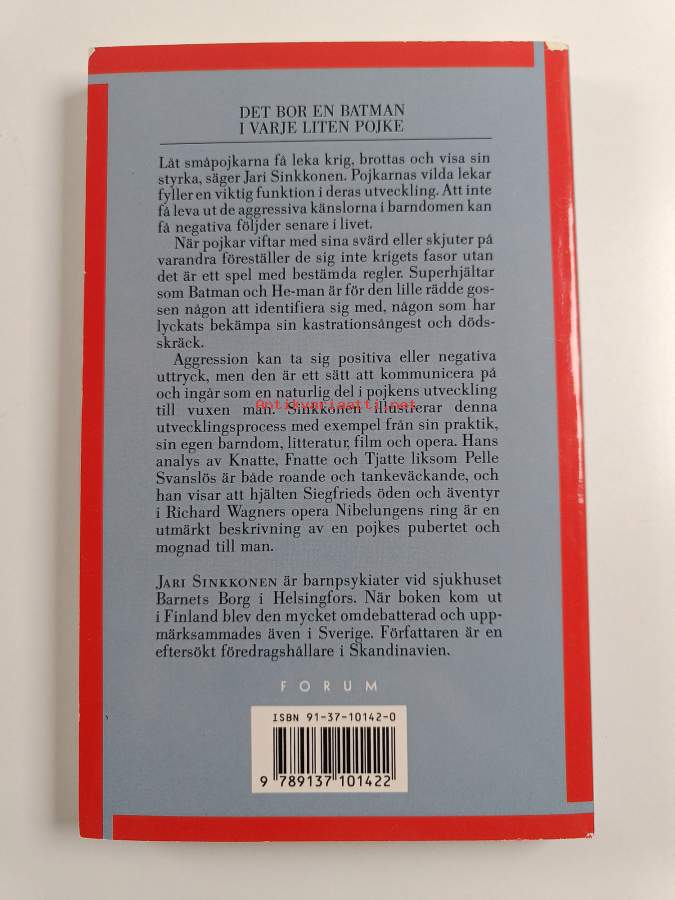 DET BOR EN BATMAN
I VARJE LITEN POJKE
Låt småpojkarna få leka krig, brottas och visa sin
styrka, säger Jari Sinkkonen. Pojkarnas vilda lekar
fyller en viktig funktion i deras utveckling. Att inte
få leva ut de aggressiva känslorna i barndomen kan
få negativa följder senare i livet.
När pojkar viftar med sina svärd eller skjuter på
varandra föreställer de sig inte krigets fasor utan
det är ett spel med bestämda regler. Superhjältar
som Batman och He-man är för den lille rädde gos-
sen någon att identifiera sig med, någon som har
lyckats bekämpa sin kastrationsångest och döds-
skräck.
Aggression kan ta sig positiva eller negativa
uttryck, men den är ett sätt att kommunicera på
och ingår som en naturlig del i pojkens utveckling
till vuxen man. Sinkkonen illustrerar denna
Antikvariaatti.net
utvecklingsprocess med exempel från sin praktik,
sin egen barndom, litteratur, film och opera. Hans
analys av Knatte, Fnatte och Tjatte liksom Pelle
Svanslös är både roande och tankeväckande, och
han visar att hjälten Siegfrieds öden och äventyr
i Richard Wagners opera Nibelungens ring är en
utmärkt beskrivning av en pojkes pubertet och
mognad till man.
JARI SINKKONEN är barnpsykiater vid sjukhuset
Barnets Borg i Helsingfors. När boken kom ut
i Finland blev den mycket omdebatterad och upp-
märksammades även i Sverige. Författaren är en
eftersökt föredragshållare i Skandinavien.
FORUM
ISBN 91-37-10142-0
9 789137 101422